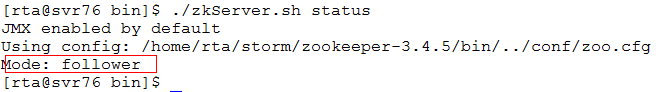 [rta@svr76 bin]$ ./zkServer.sh status
JMX enabled by default
Using config: /home/rta/storm/zookeeper-3.4.5/bin/../conf/zoo.cfg
Mode: follower
[rta@svr76 bin]$ _